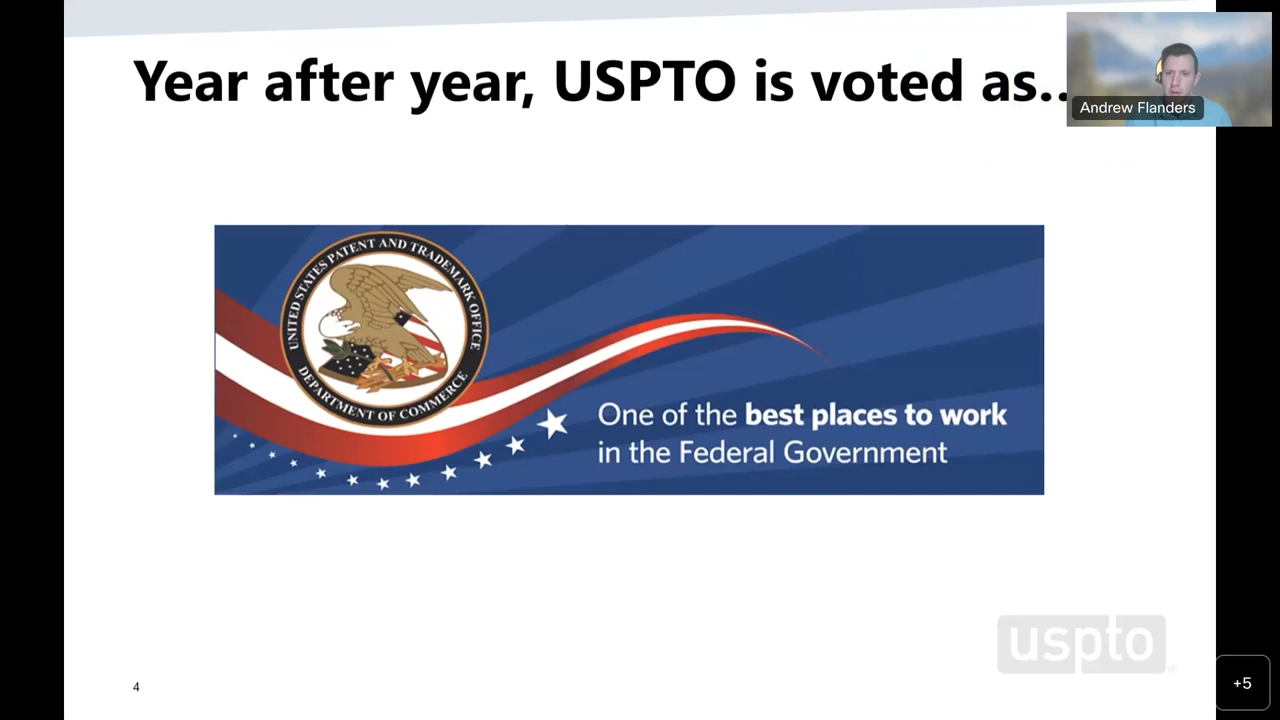 Year after year, USPTO is voted as..
Andrew Flanders
UNITED STATES PATENT AND TRADEMARK OFFICE
DEPARTMENT OF COMMERCE
One of the best places to work
in the Federal Government
uspto
4
+5